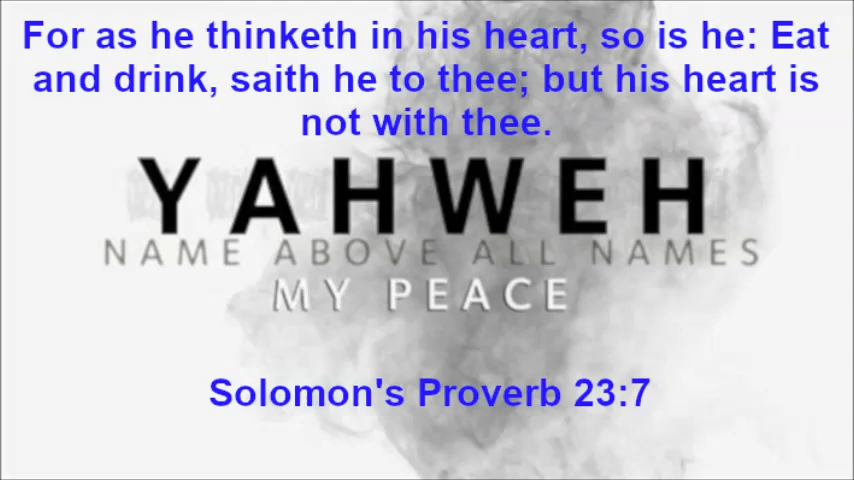 For as he thinketh in his heart, so is he: Eat
and drink, saith he to thee; but his heart is
not with thee.
YAHWEH
NAME ABOVE ALL NAMES
MY PEACE
Solomon's Proverb 23:7